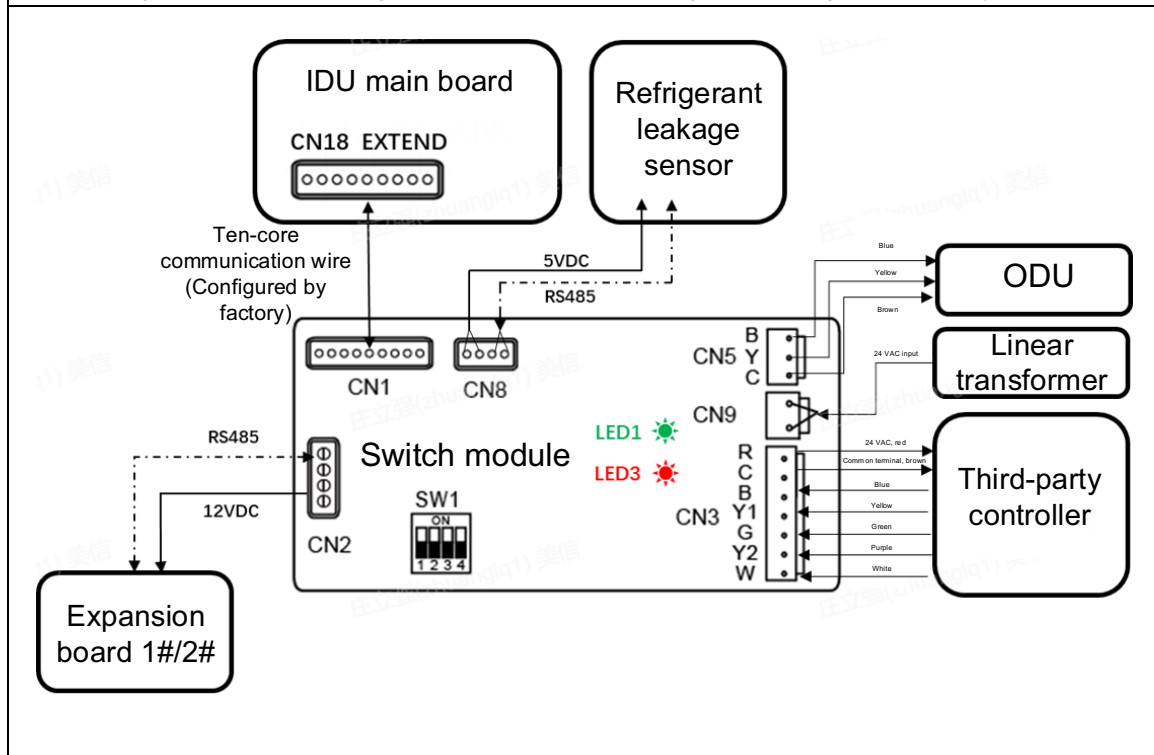 IDU main board
CN18 EXTEND
Refrigerant
leakage
sensor
Ten-core
communication wire
(Configured by
factory)
5VDC
RS485
Blue
Yellow
Brown
ODU
CN1
CN8
B
Y
C
CN5
24 VAC input
Linear
transformer
CN9
LED1
LED3
Switch module
RS485
12VDC
CN2
SW1
ON
1 2 3 4
R
C
B
Y1
G
Y2
W
CN3
24 VAC, red
Common terminal, brown
Blue
Yellow
Green
Purple
White
Third-party
controller
Expansion
board 1#/2#